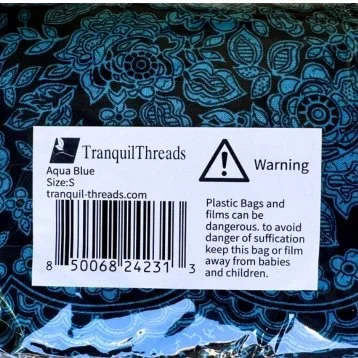 TranquilThreads
Aqua Blue
Size:S
tranquil-threads.com
8 50068 24231 3
Warning
Plastic Bags and
films can be
dangerous. to avoid
danger of suffication
keep this bag or film
away from babies
and children.